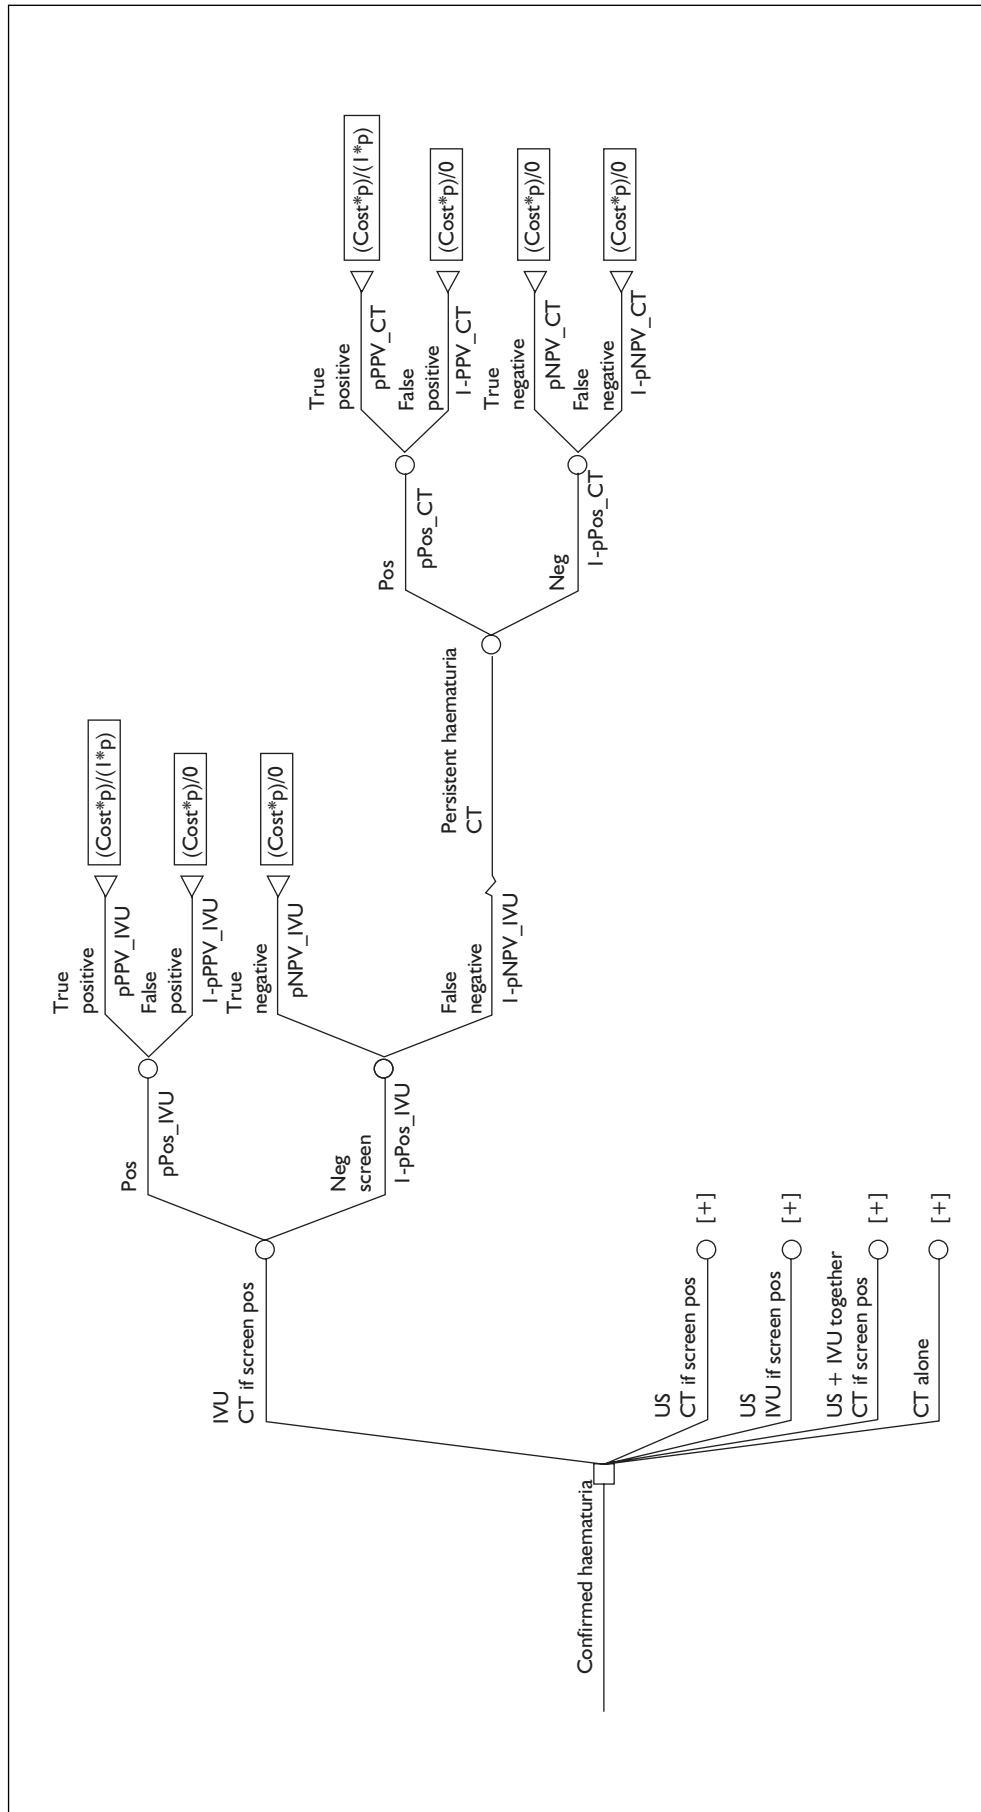 Confirmed haematuria
IVU
CT if screen pos
Pos
pPos_IVU
True
positive
pPPV_IVU
(Cost*p)/(1*p)
False
positive
1-pPPV_IVU
(Cost*p)/0
Neg
screen
1-pPos_IVU
True
negative
pNPV_IVU
(Cost*p)/0
False
negative
1-pNPV_IVU
Persistent haematuria
CT
Pos
pPos_CT
True
positive
pPPV_CT
(Cost*p)/(1*p)
False
positive
1-PPV_CT
(Cost*p)/0
Neg
1-pPos_CT
True
negative
pNPV_CT
(Cost*p)/0
False
negative
1-pNPV_CT
(Cost*p)/0
US
CT if screen pos
[+]
US
IVU if screen pos
[+]
US + IVU together
CT if screen pos
[+]
CT alone
[+]